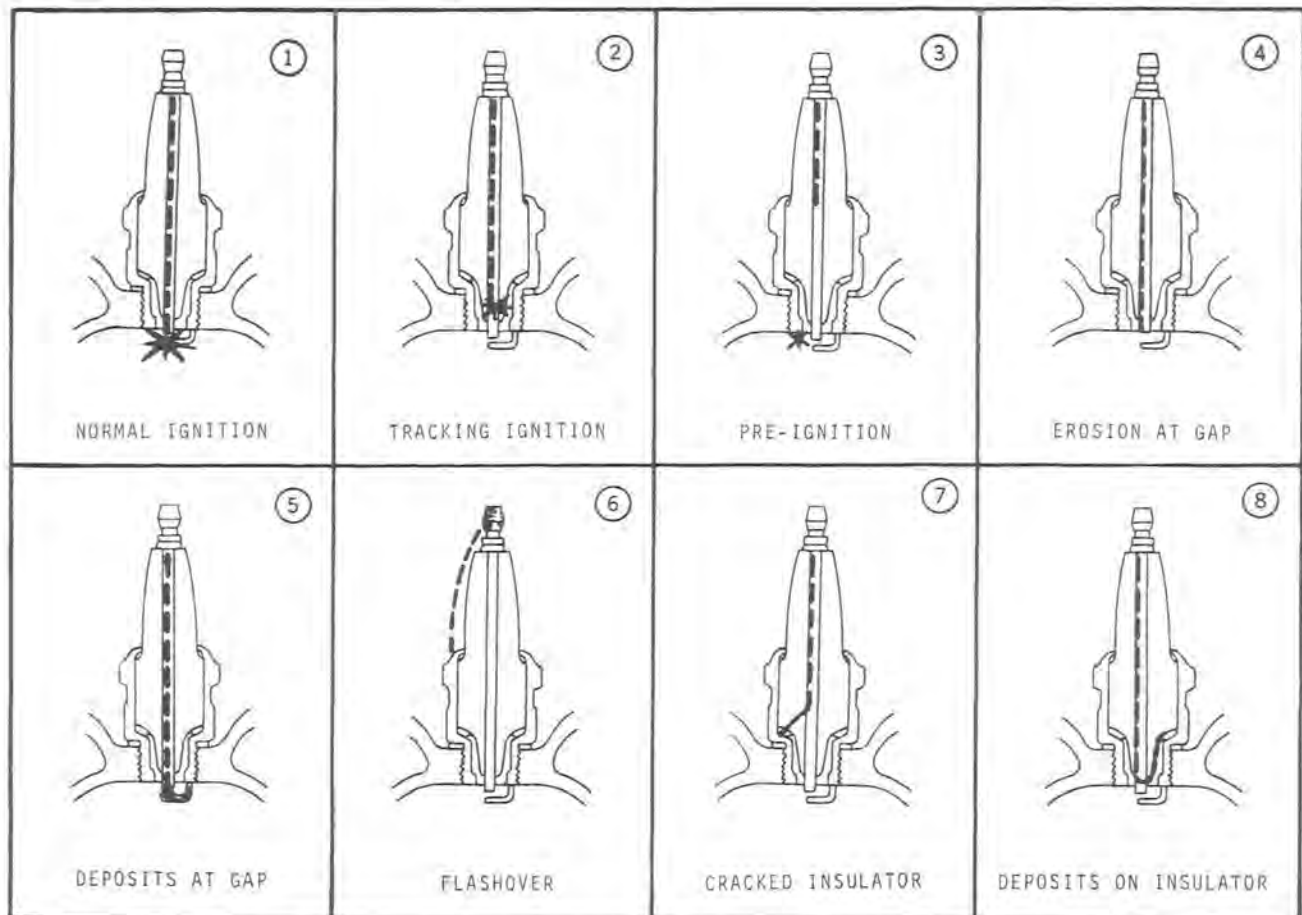 1
2
3
4
NORMAL IGNITION
TRACKING IGNITION
PRE-IGNITION
EROSION AT GAP
5
6
7
8
DEPOSITS AT GAP
FLASHOVER
CRACKED INSULATOR
DEPOSITS ON INSULATOR